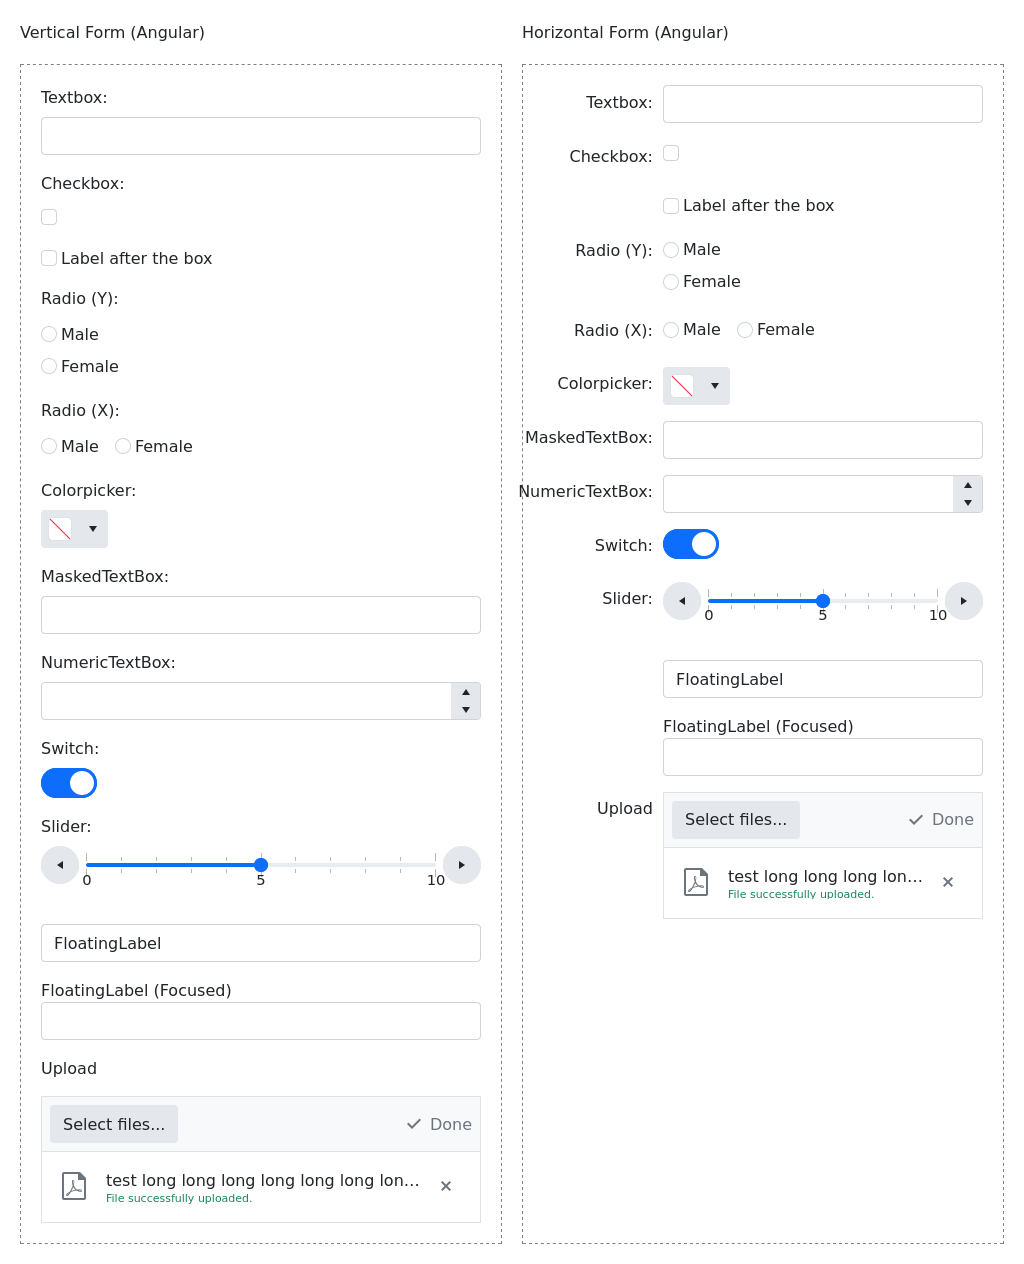 Vertical Form (Angular)
Textbox:
Checkbox:
Label after the box
Radio (Y):
Male
Female
Radio (X):
Male Female
Colorpicker:
MaskedTextBox:
NumericTextBox:
Switch:
Slider:
0 5 10
FloatingLabel
FloatingLabel (Focused)
Upload
Select files... Done
test long long long long long long lon...
File successfully uploaded.
Horizontal Form (Angular)
Textbox:
Checkbox:
Label after the box
Radio (Y): Male
Female
Radio (X): Male Female
Colorpicker:
MaskedTextBox:
NumericTextBox:
Switch:
Slider:
0 5 10
FloatingLabel
FloatingLabel (Focused)
Upload Select files... Done
test long long long lon...
File successfully uploaded.